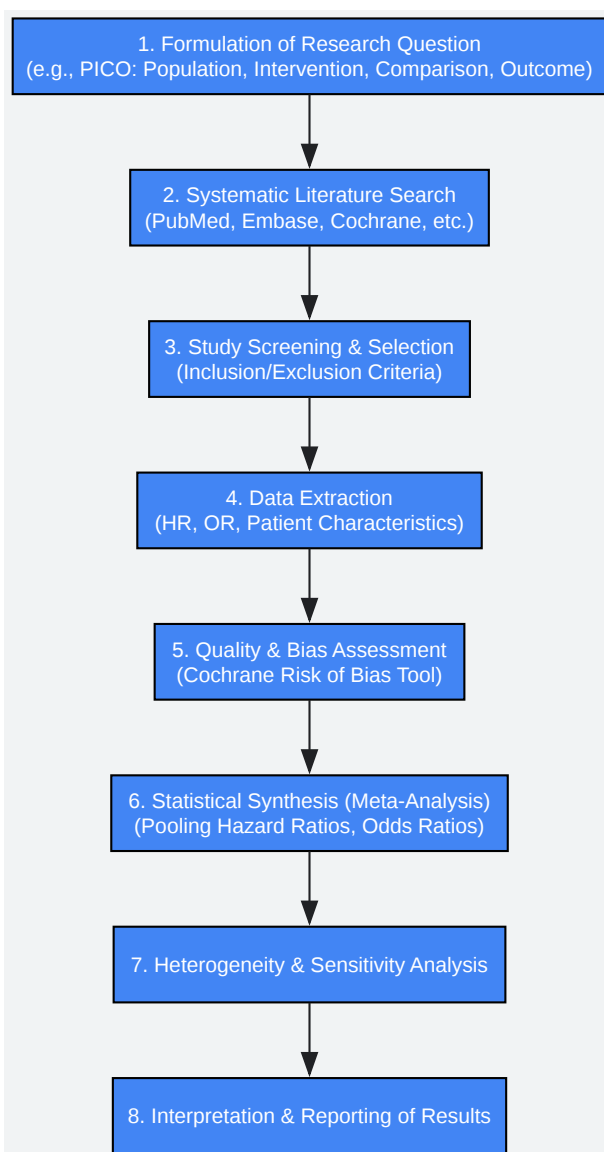 1. Formulation of Research Question
(e.g., PICO: Population, Intervention, Comparison, Outcome)
2. Systematic Literature Search
(PubMed, Embase, Cochrane, etc.)
3. Study Screening & Selection
(Inclusion/Exclusion Criteria)
4. Data Extraction
(HR, OR, Patient Characteristics)
5. Quality & Bias Assessment
(Cochrane Risk of Bias Tool)
6. Statistical Synthesis (Meta-Analysis)
(Pooling Hazard Ratios, Odds Ratios)
7. Heterogeneity & Sensitivity Analysis
8. Interpretation & Reporting of Results